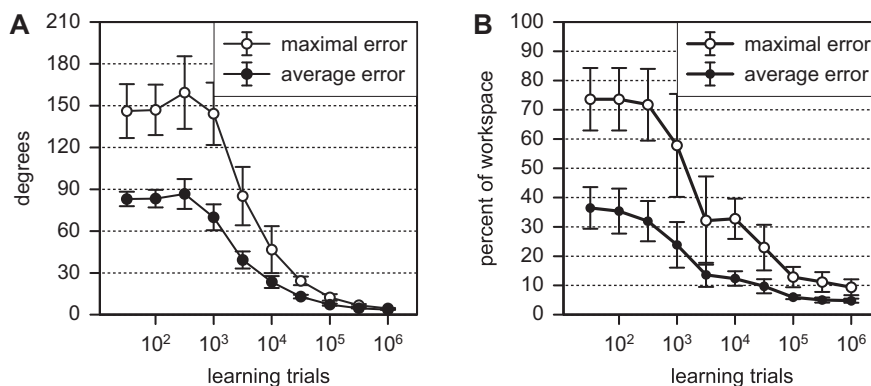 A
degrees
210
180
150
120
90
60
30
0
10²
10³
10⁴
10⁵
10⁶
learning trials
maximal error
average error
B
percent of workspace
100
90
80
70
60
50
40
30
20
10
0
10²
10³
10⁴
10⁵
10⁶
learning trials
maximal error
average error